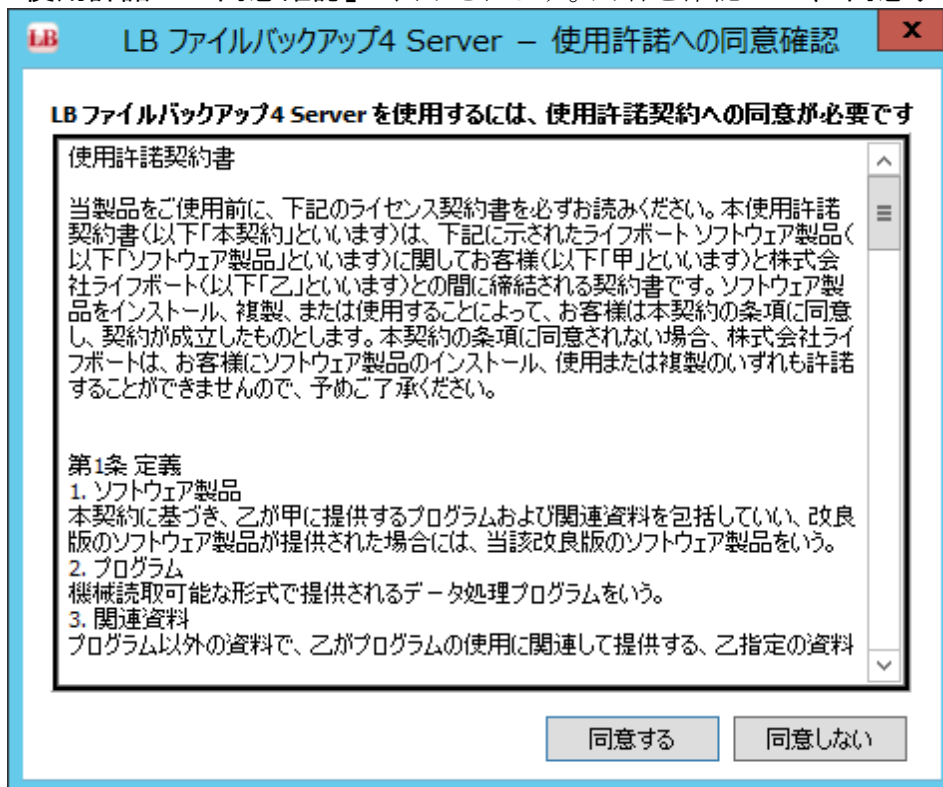 LB
LB ファイルバックアップ4 Server － 使用許諾への同意確認
x
LB ファイルバックアップ4 Server を使用するには、使用許諾契約への同意が必要です
使用許諾契約書
当製品をご使用前に、下記のライセンス契約書を必ずお読みください。本使用許諾
契約書(以下「本契約」といいます)は、下記に示されたライフボート ソフトウェア製品(
以下「ソフトウェア製品」といいます)に関してお客様(以下「甲」といいます)と株式会
社ライフボート(以下「乙」といいます)との間に締結される契約書です。ソフトウェア製
品をインストール、複製、または使用することによって、お客様は本契約の条項に同意
し、契約が成立したものとします。本契約の条項に同意されない場合、株式会社ライ
フボートは、お客様にソフトウェア製品のインストール、使用または複製のいずれも許諾
することができませんので、予めご了承ください。
第1条 定義
1. ソフトウェア製品
本契約に基づき、乙が甲に提供するプログラムおよび関連資料を包括していい、改良
版のソフトウェア製品が提供された場合には、当該改良版のソフトウェア製品をいう。
2. プログラム
機械読取可能な形式で提供されるデータ処理プログラムをいう。
3. 関連資料
プログラム以外の資料で、乙がプログラムの使用に関連して提供する、乙指定の資料
同意する
同意しない